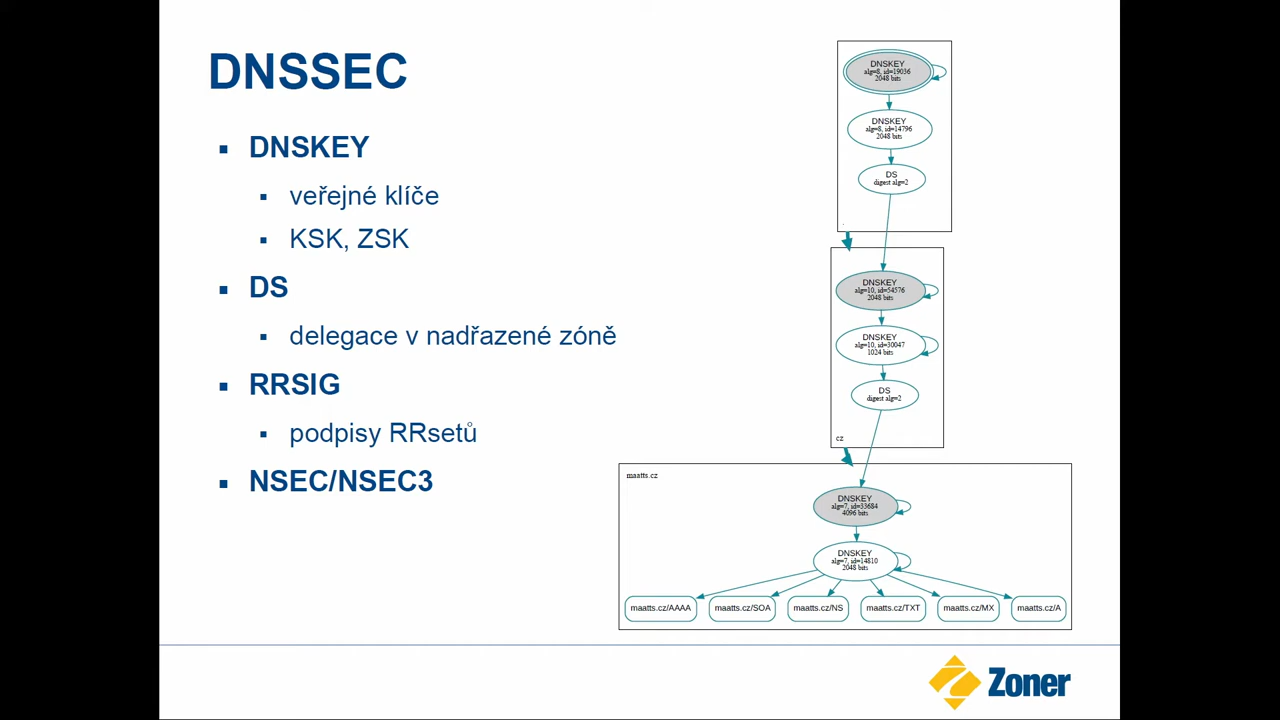 DNSSEC
DNSKEY
veřejné klíče
KSK, ZSK
DS
delegace v nadřazené zóně
RRSIG
podpisy RRsetů
NSEC/NSEC3
DNSKEY
alg=8, id=19036
2048 bits
DNSKEY
alg=8, id=14796
2048 bits
DS
digest alg=2
.
DNSKEY
alg=10, id=54576
2048 bits
DNSKEY
alg=10, id=30047
1024 bits
DS
digest alg=2
cz
maatts.cz
DNSKEY
alg=7, id=33684
4096 bits
DNSKEY
alg=7, id=14810
2048 bits
maatts.cz/AAAA
maatts.cz/SOA
maatts.cz/NS
maatts.cz/TXT
maatts.cz/MX
maatts.cz/A
Zoner